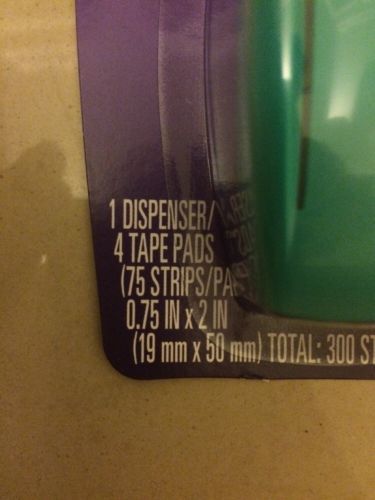 1 DISPENSER/
4 TAPE PADS
(75 STRIPS/PA
0.75 IN x 2 IN
(19 mm x 50 mm) TOTAL: 300 ST